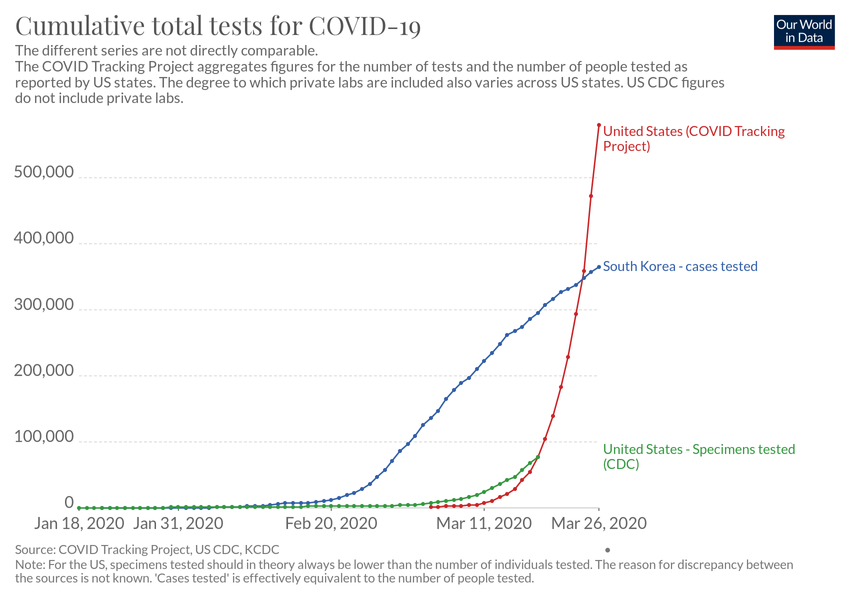 Cumulative total tests for COVID-19
Our World
in Data
The different series are not directly comparable.
The COVID Tracking Project aggregates figures for the number of tests and the number of people tested as
reported by US states. The degree to which private labs are included also varies across US states. US CDC figures
do not include private labs.
United States (COVID Tracking
Project)
500,000
400,000
South Korea - cases tested
300,000
200,000
100,000
United States - Specimens tested
(CDC)
0
Jan 18, 2020 Jan 31, 2020 Feb 20, 2020 Mar 11, 2020 Mar 26, 2020
Source: COVID Tracking Project, US CDC, KCDC
Note: For the US, specimens tested should in theory always be lower than the number of individuals tested. The reason for discrepancy between
the sources is not known. 'Cases tested' is effectively equivalent to the number of people tested.